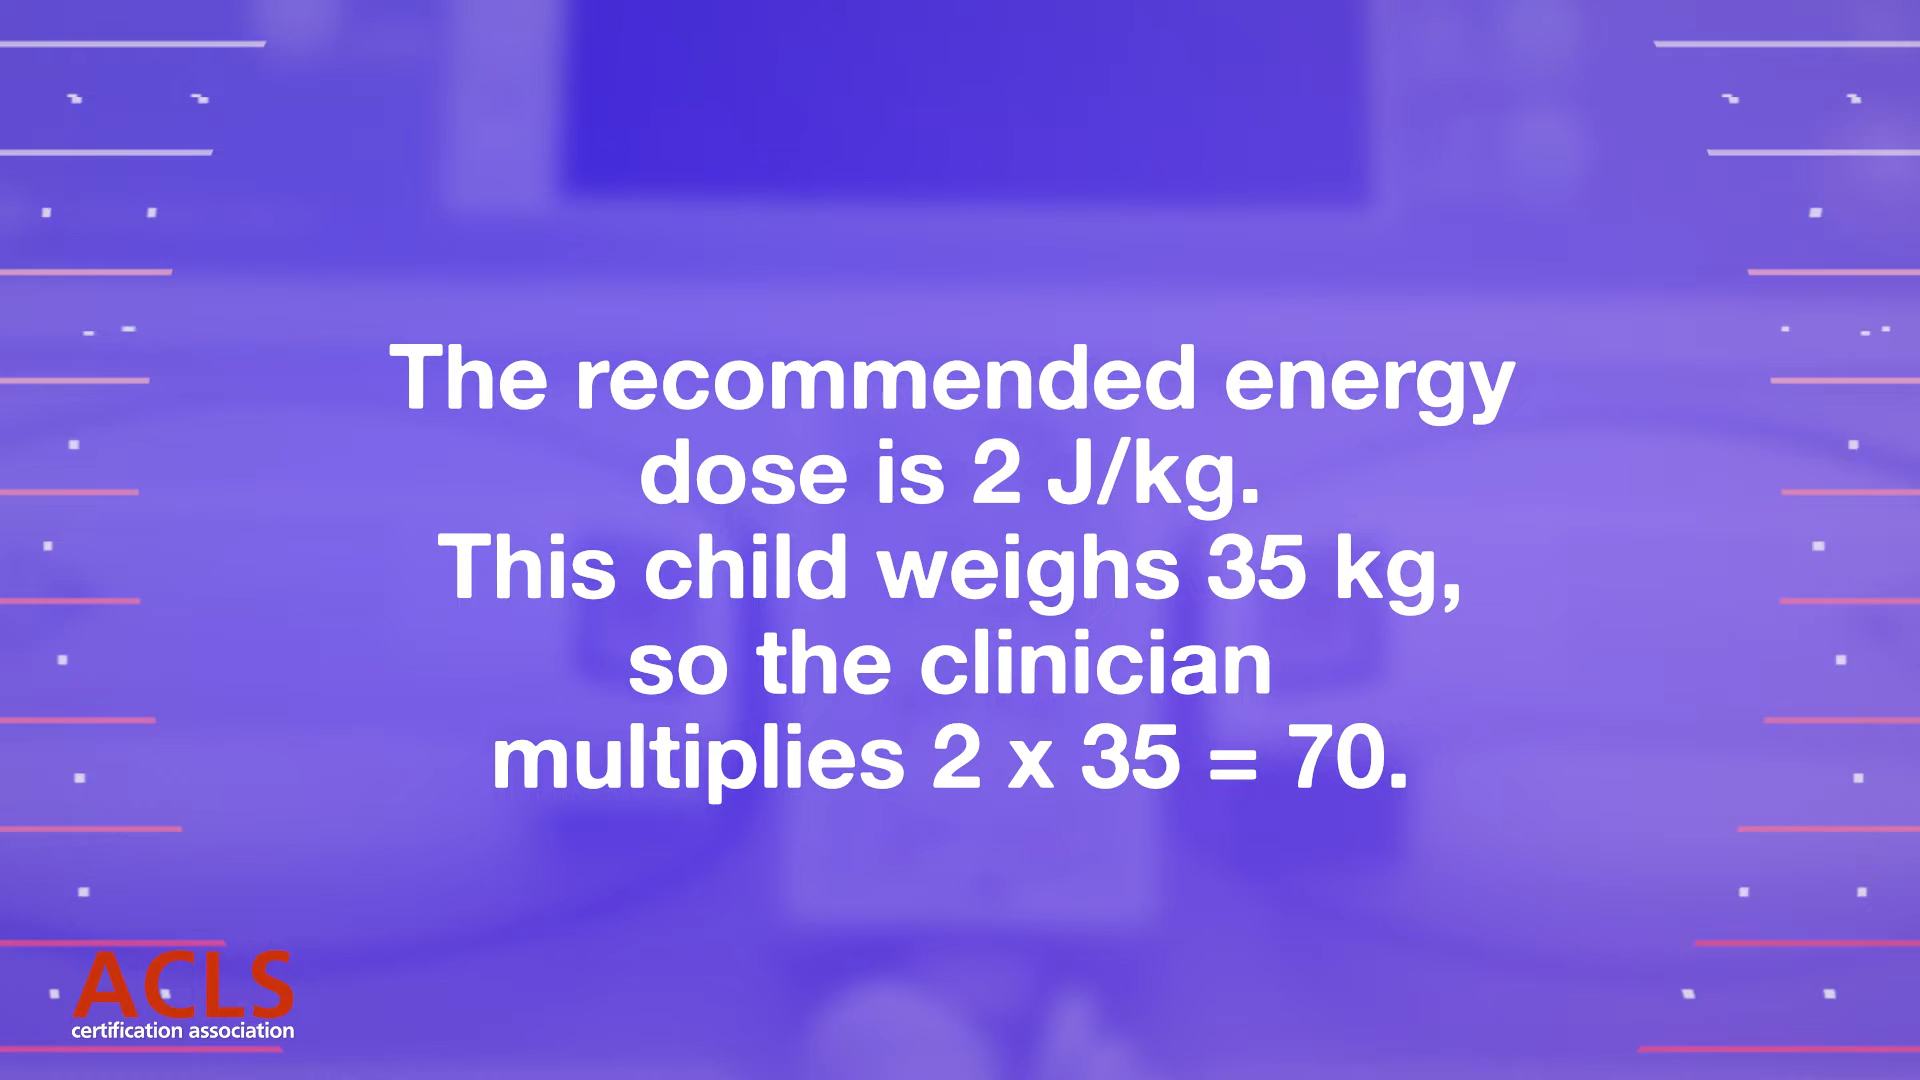 The recommended energy
dose is 2 J/kg.
This child weighs 35 kg,
so the clinician
multiplies 2 x 35 = 70.
ACLS
certification association